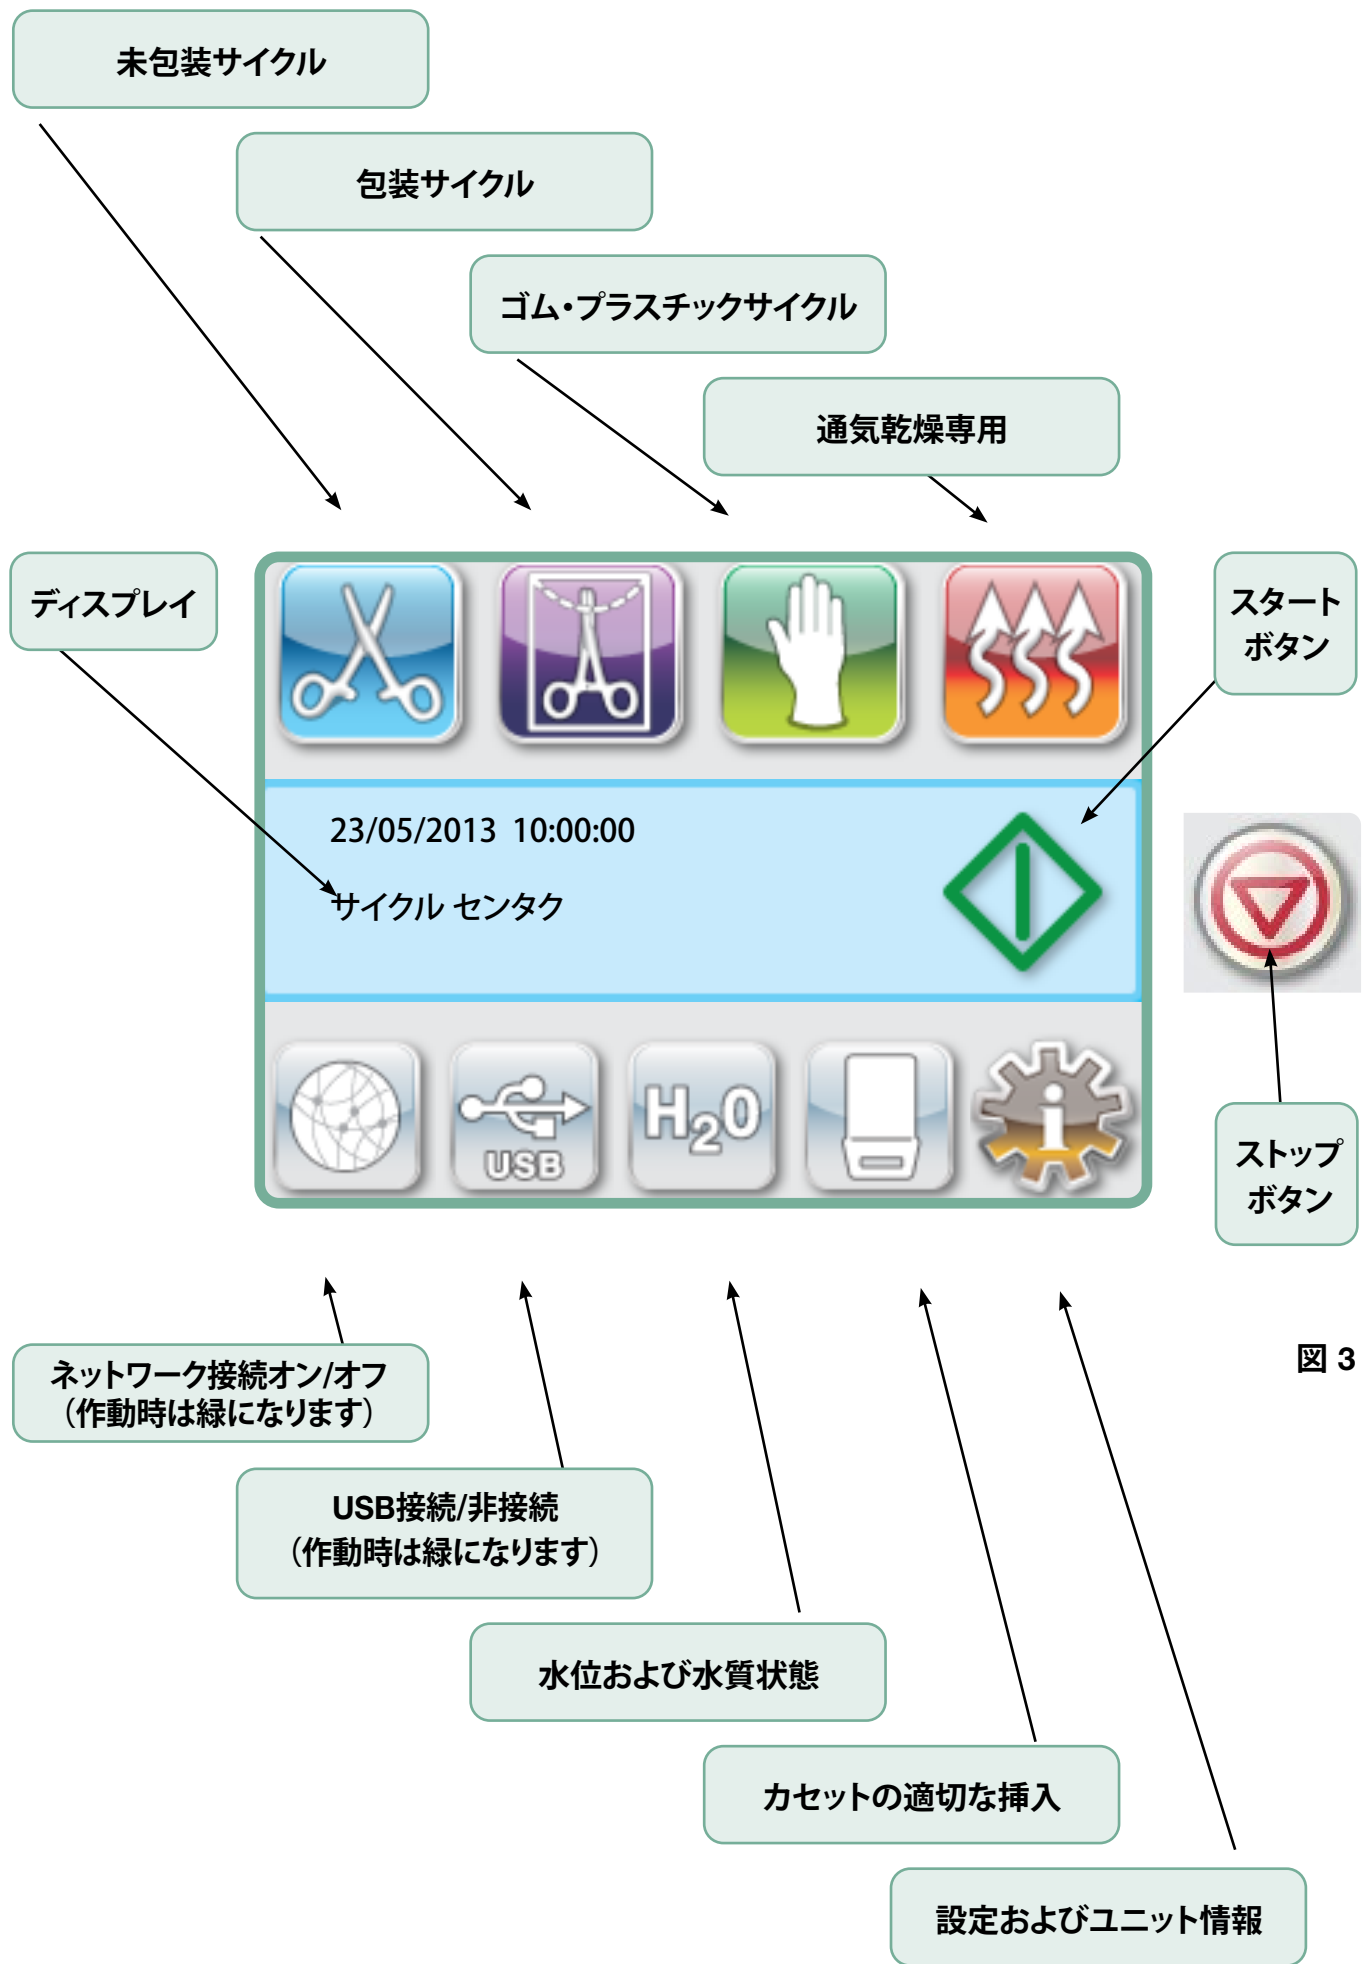 未包装サイクル
包装サイクル
ゴム・プラスチックサイクル
通気乾燥専用
ディスプレイ
スタート
ボタン
23/05/2013 10:00:00
サイクル センタク
USB
H₂O
i
ストップ
ボタン
図 3
ネットワーク接続オン/オフ
(作動時は緑になります)
USB接続/非接続
(作動時は緑になります)
水位および水質状態
カセットの適切な挿入
設定およびユニット情報